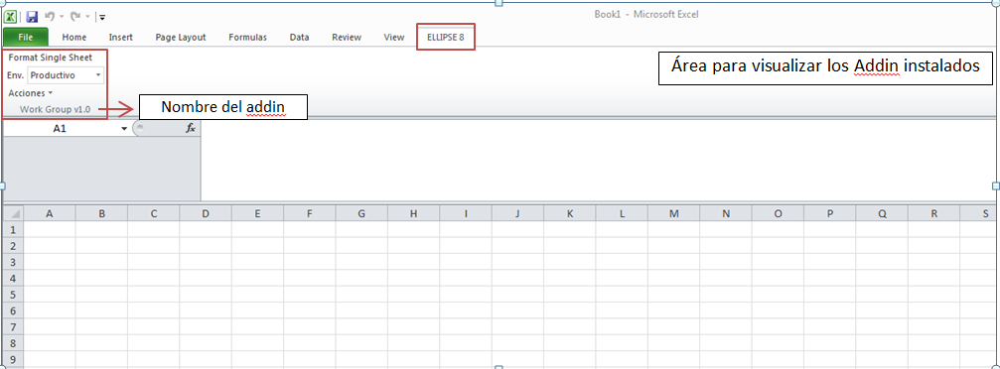 Book1 - Microsoft Excel
File Home Insert Page Layout Formulas Data Review View ELLIPSE 8
Format Single Sheet
Env. Productivo
Acciones
Work Group v1.0
Nombre del addin
Área para visualizar los Addin instalados
A1 fx
A B C D E F G H I J K L M N O P Q R S
1
2
3
4
5
6
7
8
9